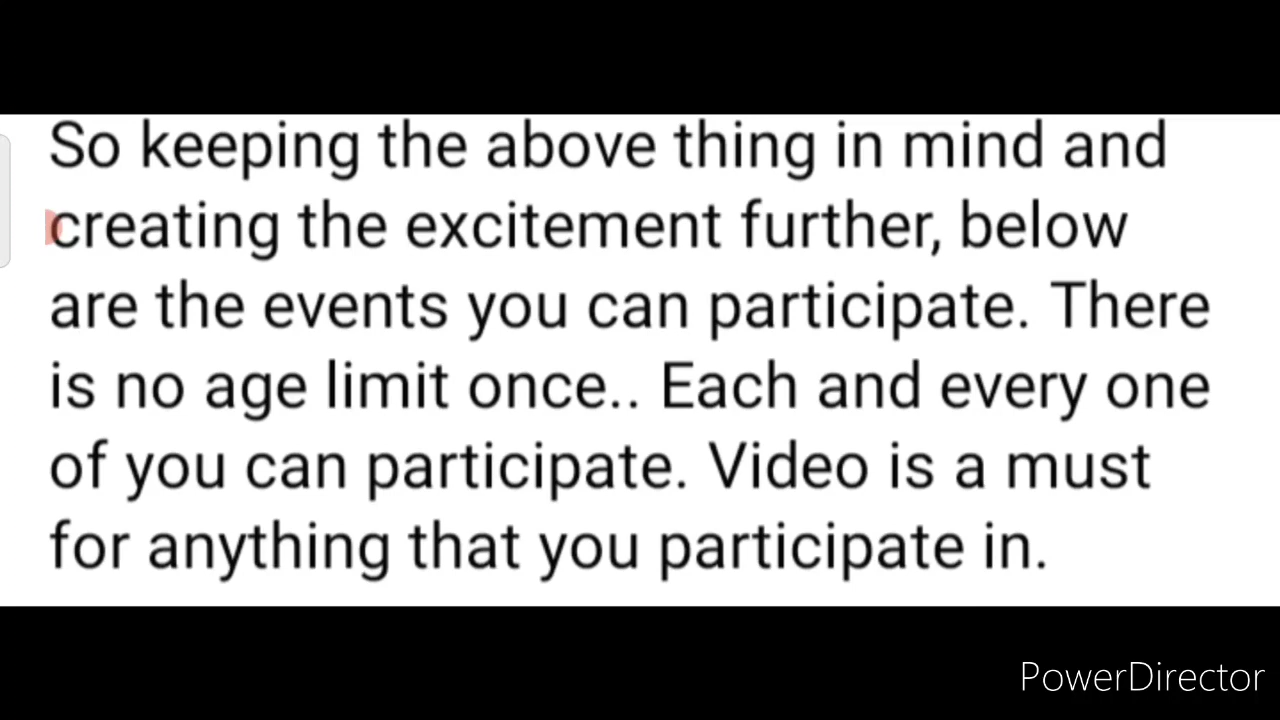 So keeping the above thing in mind and
creating the excitement further, below
are the events you can participate. There
is no age limit once.. Each and every one
of you can participate. Video is a must
for anything that you participate in.
PowerDirector